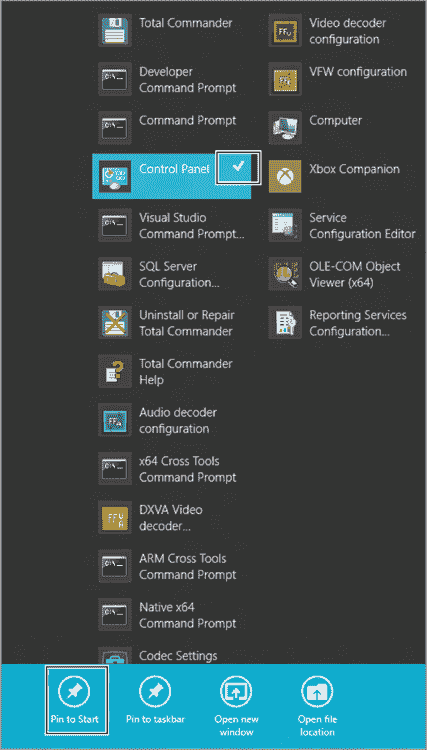 Total Commander
Developer
Command Prompt
Command Prompt
Control Panel
Visual Studio
Command Prompt...
SQL Server
Configuration...
Uninstall or Repair
Total Commander
Total Commander
Help
Audio decoder
configuration
x64 Cross Tools
Command Prompt
DXVA Video
decoder...
ARM Cross Tools
Command Prompt
Native x64
Command Prompt
Codec Settings
Video decoder
configuration
VFW configuration
Computer
Xbox Companion
Service
Configuration Editor
OLE-COM Object
Viewer (x64)
Reporting Services
Configuration...
Pin to Start
Pin to taskbar
Open new
window
Open file
location